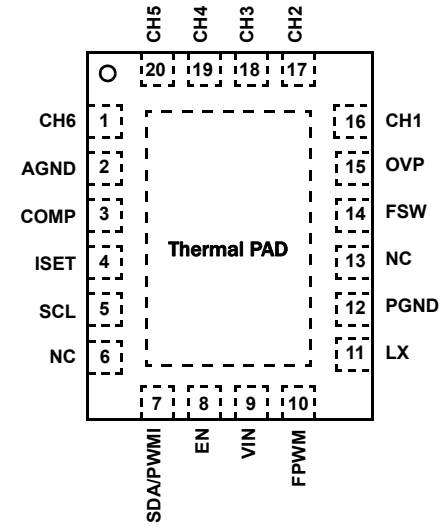 CH5 CH4 CH3 CH2
20 19 18 17
CH6 1 16 CH1
AGND 2 15 OVP
COMP 3 14 FSW
Thermal PAD
ISET 4 13 NC
SCL 5 12 PGND
NC 6 11 LX
7 8 9 10
SDA/PWMI EN VIN FPWM